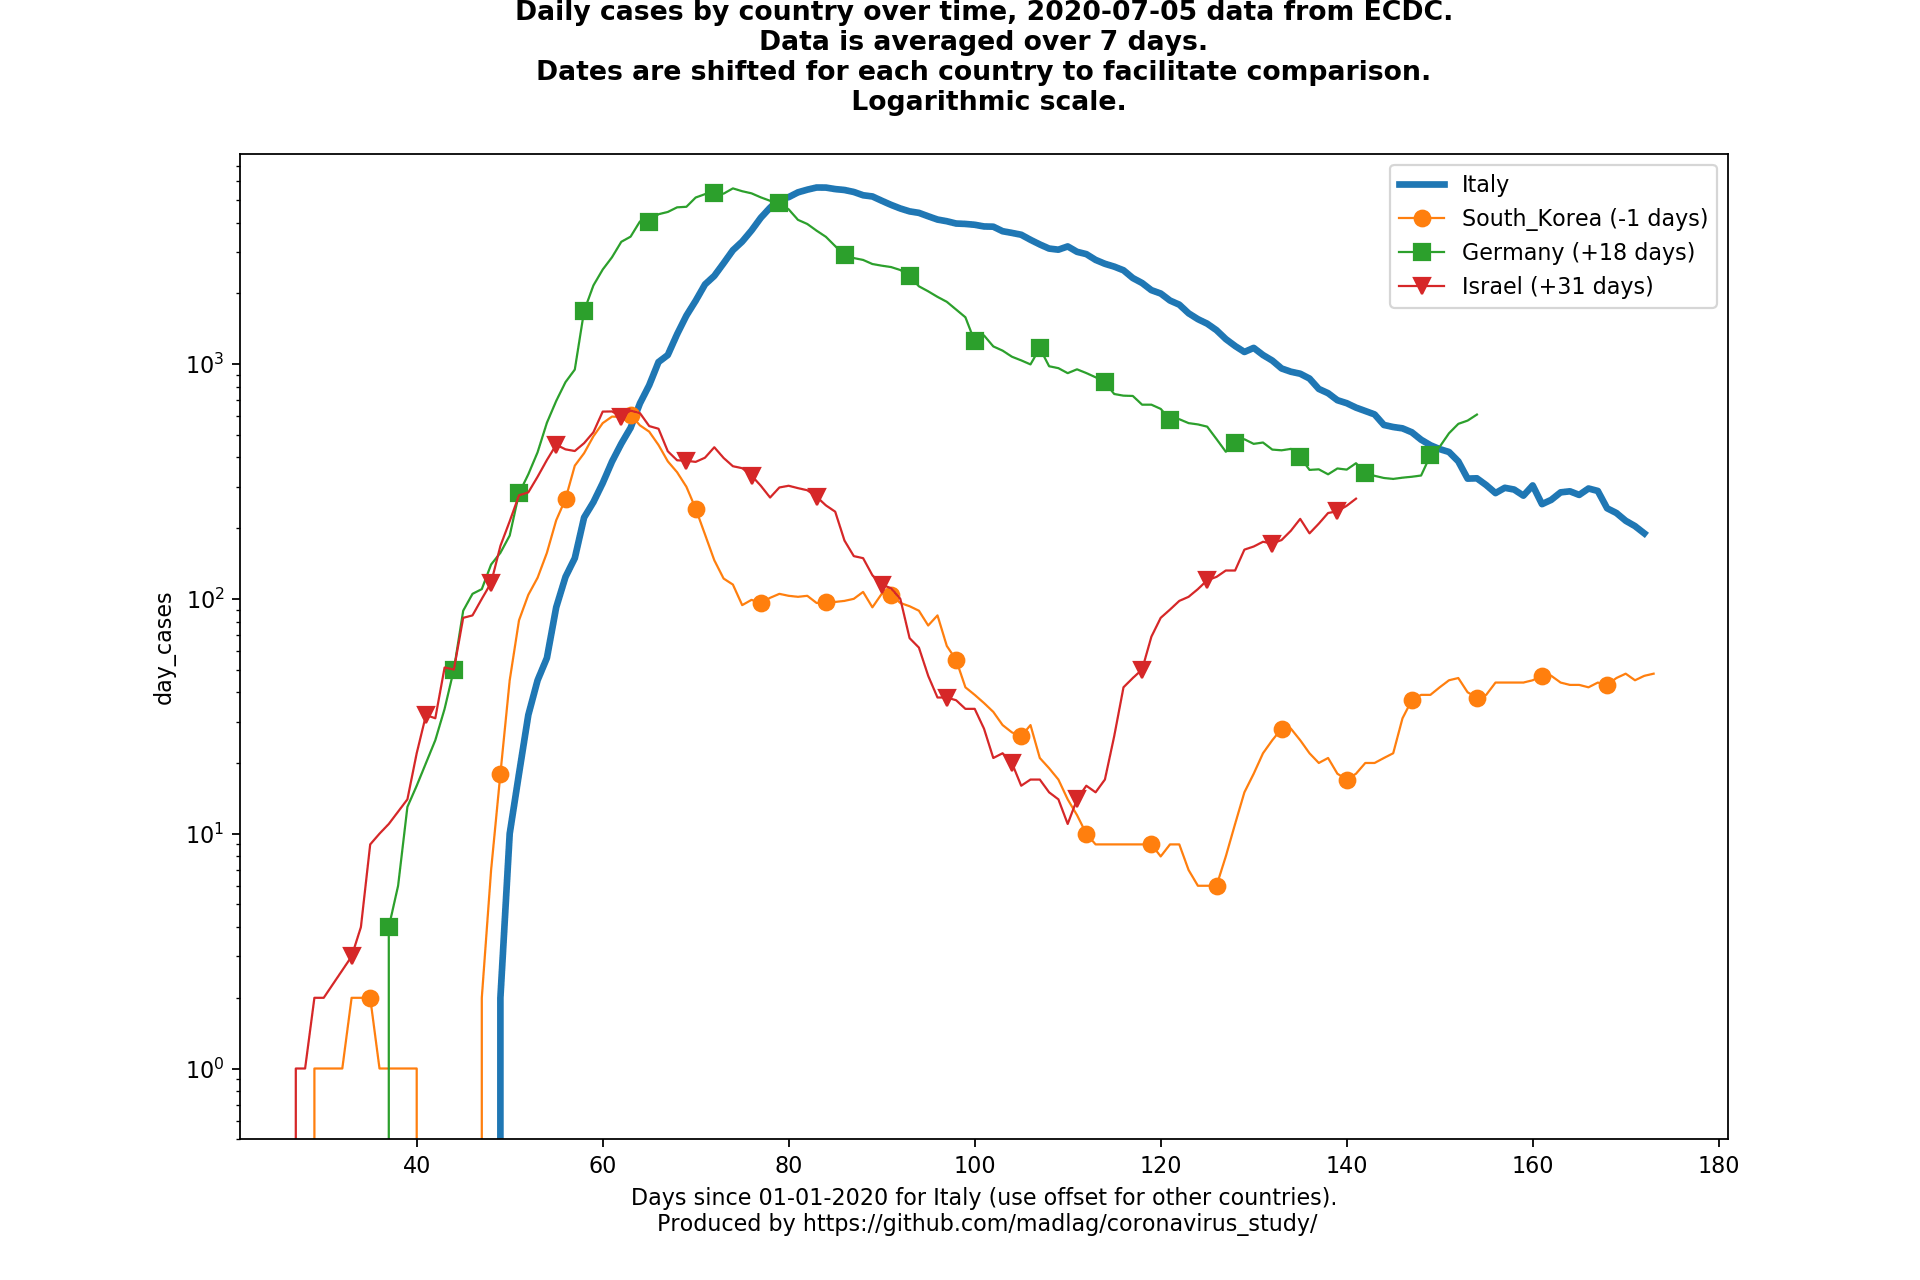 Daily cases by country over time, 2020-07-05 data from ECDC.
Data is averaged over 7 days.
Dates are shifted for each country to facilitate comparison.
Logarithmic scale.
Italy
South_Korea (-1 days)
Germany (+18 days)
Israel (+31 days)
day_cases
10³
10²
10¹
10⁰
40 60 80 100 120 140 160 180
Days since 01-01-2020 for Italy (use offset for other countries).
Produced by https://github.com/madlag/coronavirus_study/